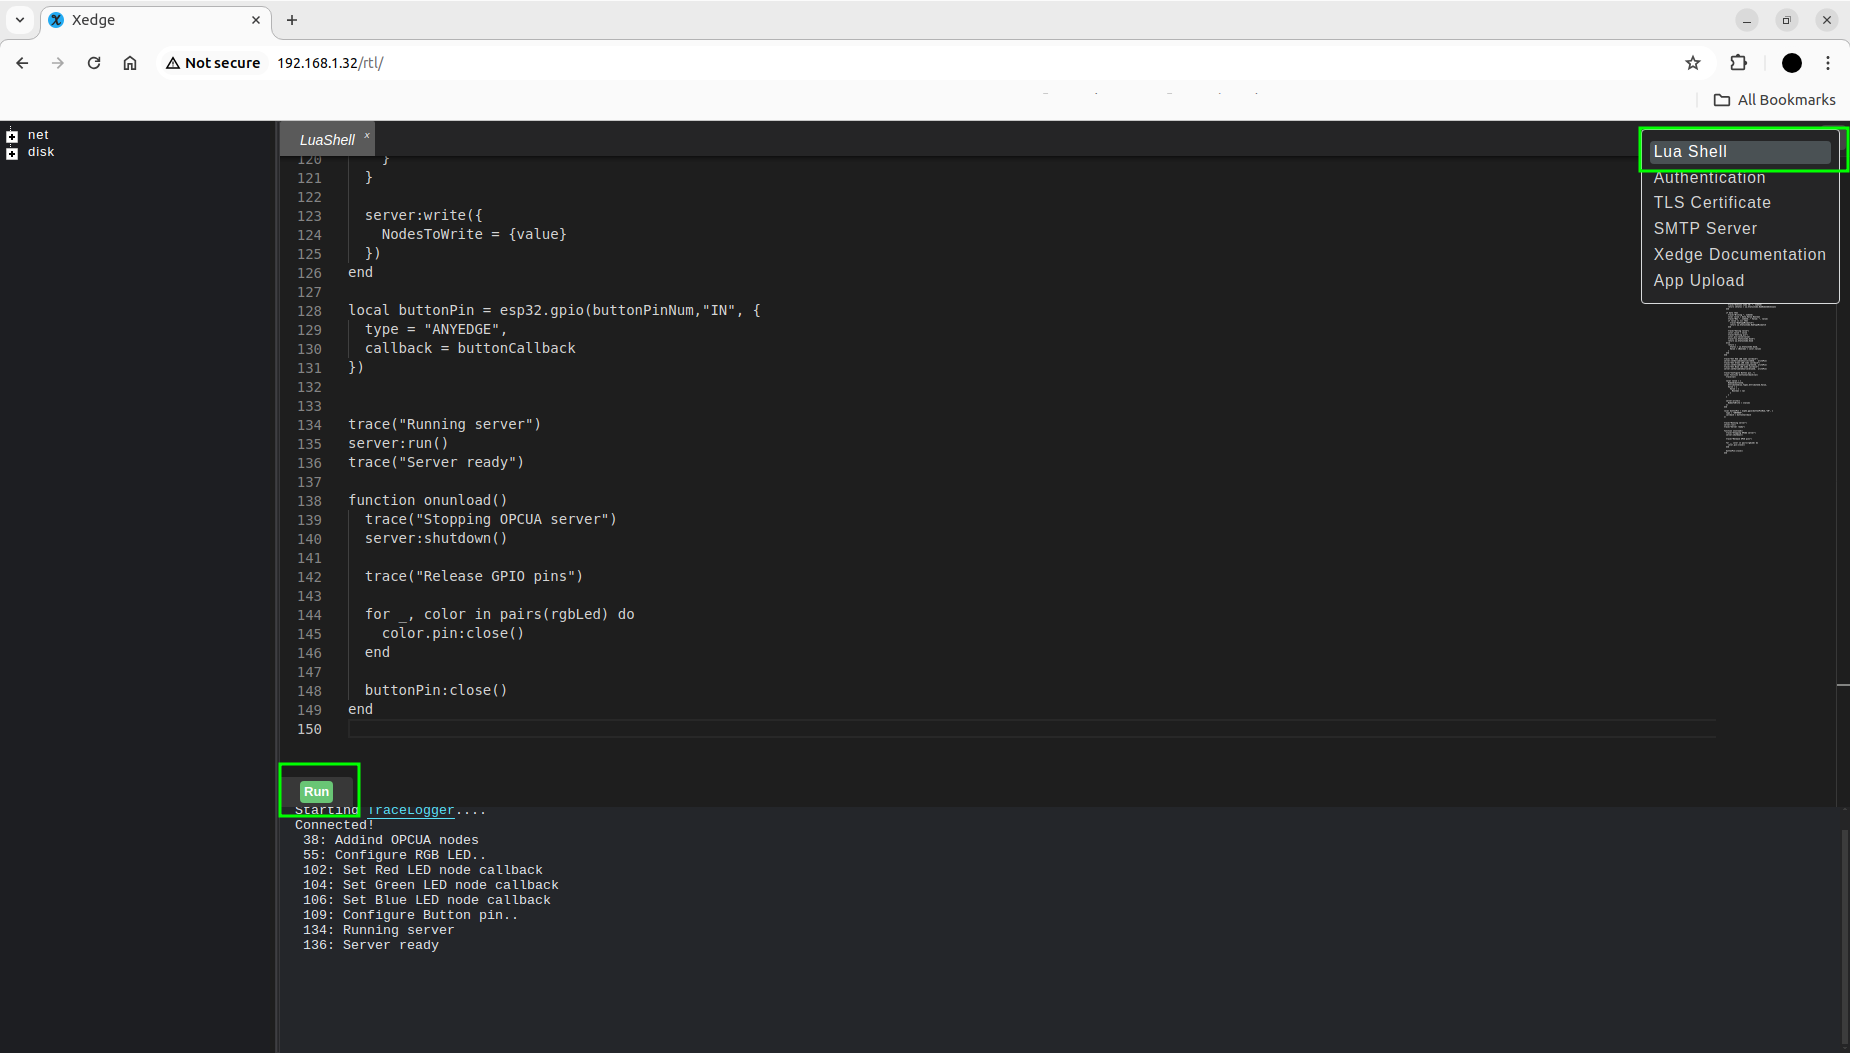 Xedge
Not secure 192.168.1.32/rtl/
All Bookmarks
net
disk
LuaShell x
Lua Shell
Authentication
TLS Certificate
SMTP Server
Xedge Documentation
App Upload
120 }
121 }
122
123 server:write({
124 NodesToWrite = {value}
125 })
126 end
127
128 local buttonPin = esp32.gpio(buttonPinNum,"IN", {
129 type = "ANYEDGE",
130 callback = buttonCallback
131 })
132
133
134 trace("Running server")
135 server:run()
136 trace("Server ready")
137
138 function onunload()
139 trace("Stopping OPCUA server")
140 server:shutdown()
141
142 trace("Release GPIO pins")
143
144 for _, color in pairs(rgbLed) do
145 color.pin:close()
146 end
147
148 buttonPin:close()
149 end
150
Run
Starting TraceLogger....
Connected!
38: Addind OPCUA nodes
55: Configure RGB LED..
102: Set Red LED node callback
104: Set Green LED node callback
106: Set Blue LED node callback
109: Configure Button pin..
134: Running server
136: Server ready